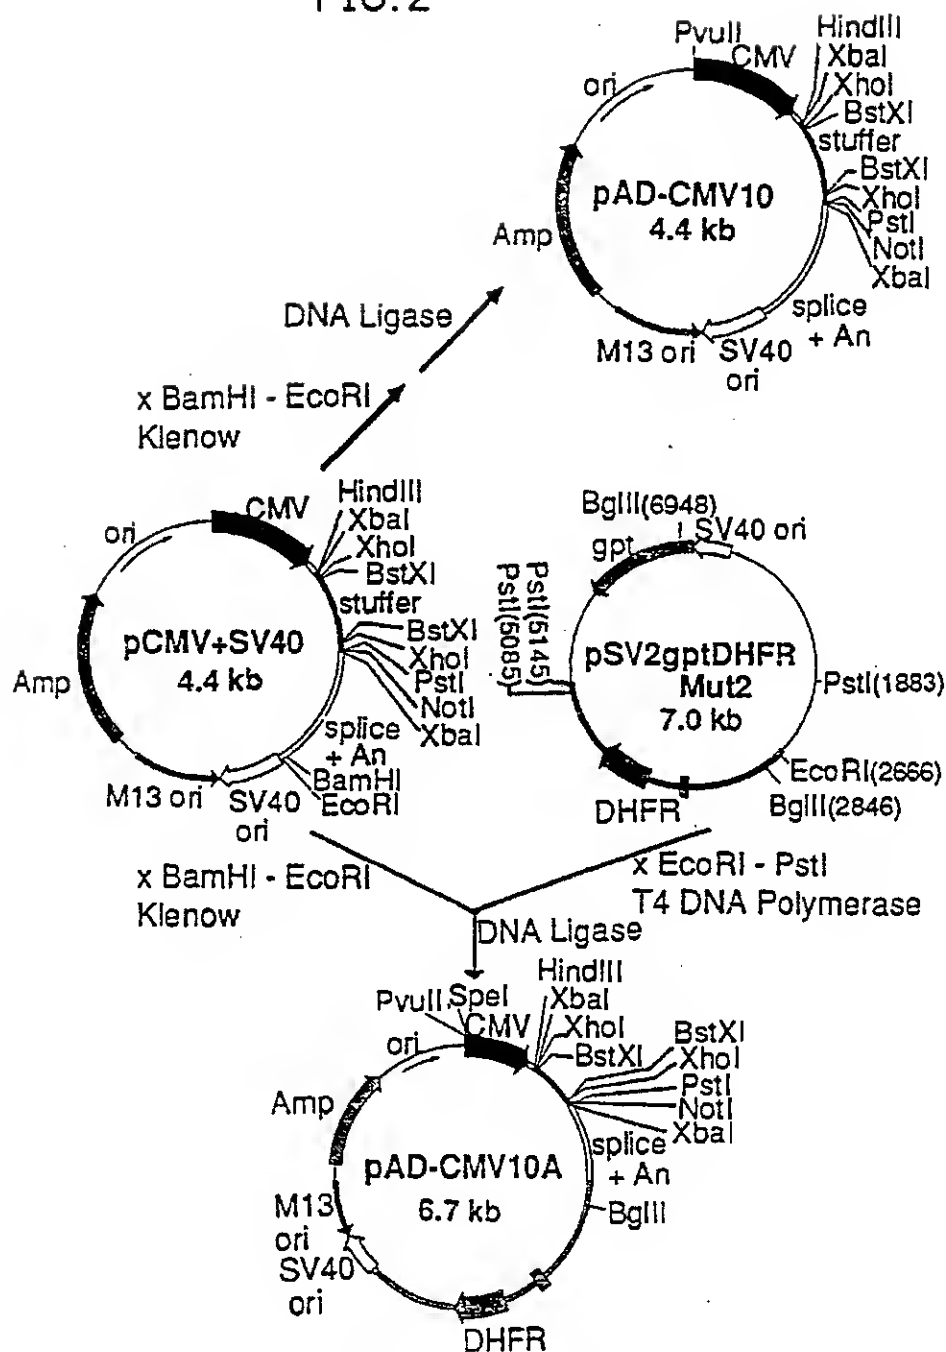 FIG.2
PvuII
CMV
HindIII
XbaI
XhoI
BstXI
stuffer
BstXI
XhoI
PstI
NotI
XbaI
splice
+ An
SV40
ori
M13 ori
Amp
ori
pAD-CMV10
4.4 kb
DNA Ligase
x BamHI - EcoRI
Klenow
CMV
HindIII
XbaI
XhoI
BstXI
stuffer
BstXI
XhoI
PstI
NotI
XbaI
splice
+ An
BamHI
EcoRI
SV40
ori
M13 ori
Amp
ori
pCMV+SV40
4.4 kb
BglII(6948)
SV40 ori
gpt
PstI(5145)
PstI(5085)
pSV2gptDHFR
Mut2
7.0 kb
PstI(1883)
EcoRI(2666)
BglII(2846)
DHFR
x BamHI - EcoRI
Klenow
x EcoRI - PstI
T4 DNA Polymerase
DNA Ligase
PvuII
SpeI
CMV
HindIII
XbaI
XhoI
BstXI
BstXI
XhoI
PstI
NotI
XbaI
splice
+ An
BglII
DHFR
SV40
ori
M13
ori
Amp
ori
pAD-CMV10A
6.7 kb